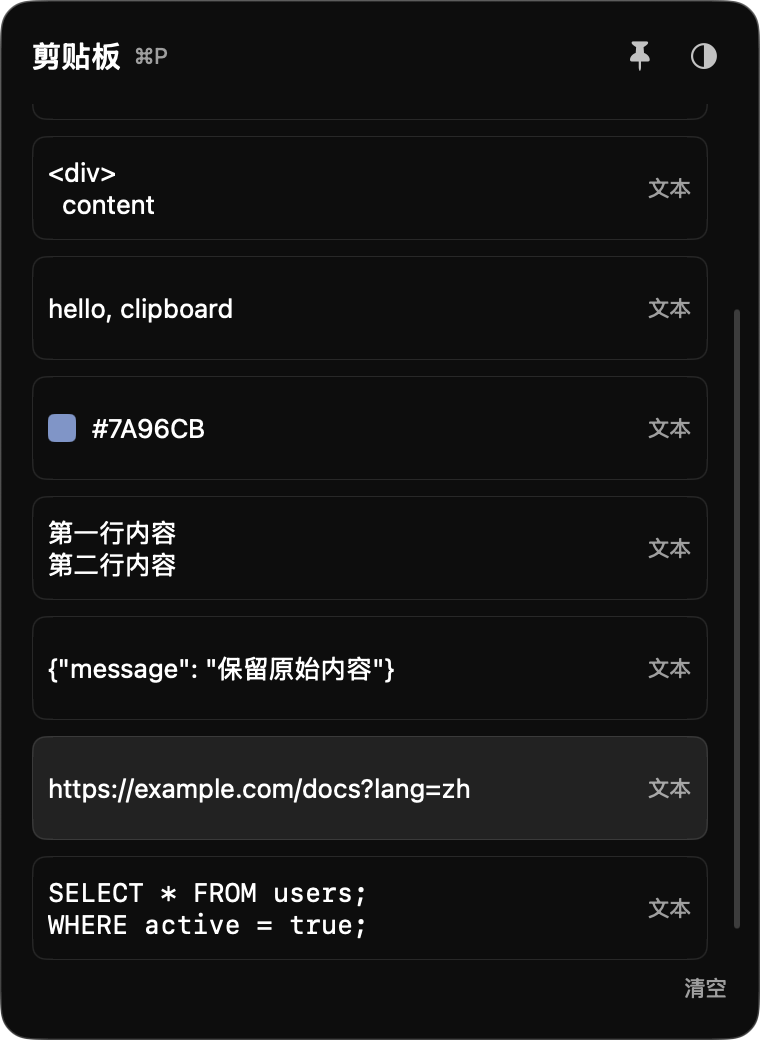 剪贴板 ⌘P
<div>
  content
文本
hello, clipboard
文本
#7A96CB
文本
第一行内容
第二行内容
文本
{"message": "保留原始内容"}
文本
https://example.com/docs?lang=zh
文本
SELECT * FROM users;
WHERE active = true;
文本
清空